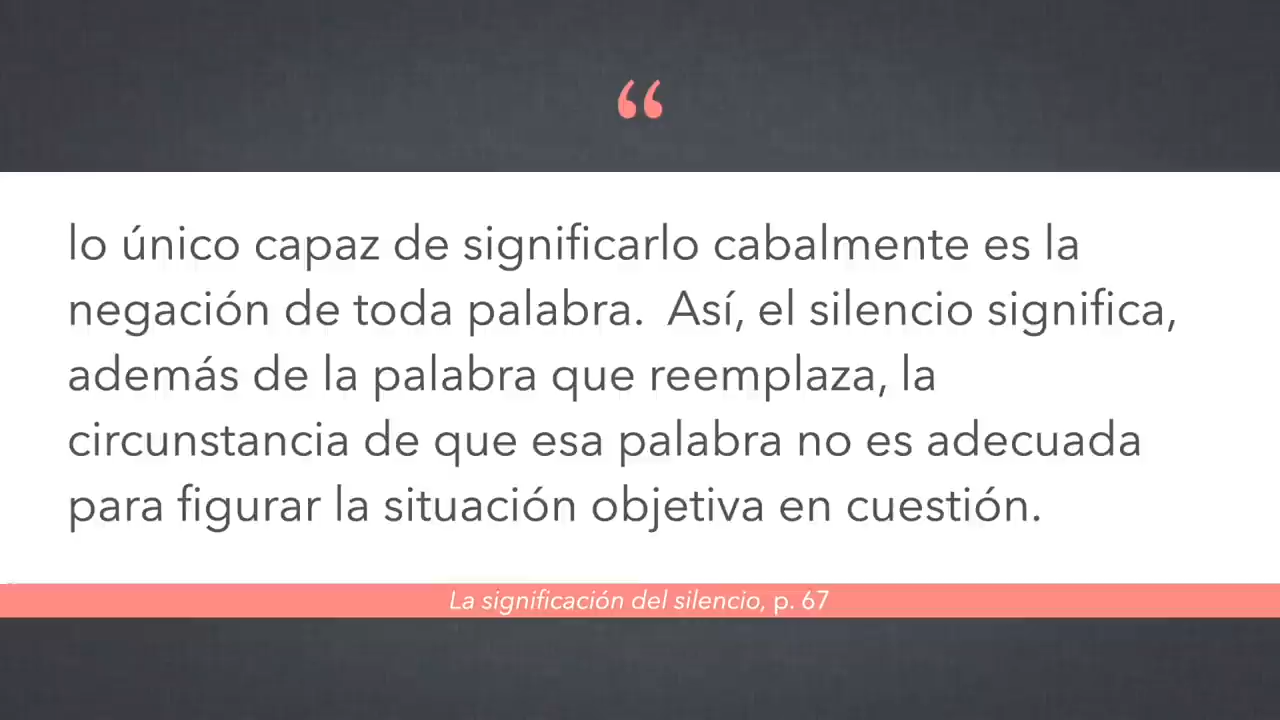 “
lo único capaz de significarlo cabalmente es la
negación de toda palabra.  Así, el silencio significa,
además de la palabra que reemplaza, la
circunstancia de que esa palabra no es adecuada
para figurar la situación objetiva en cuestión.
La significación del silencio, p. 67